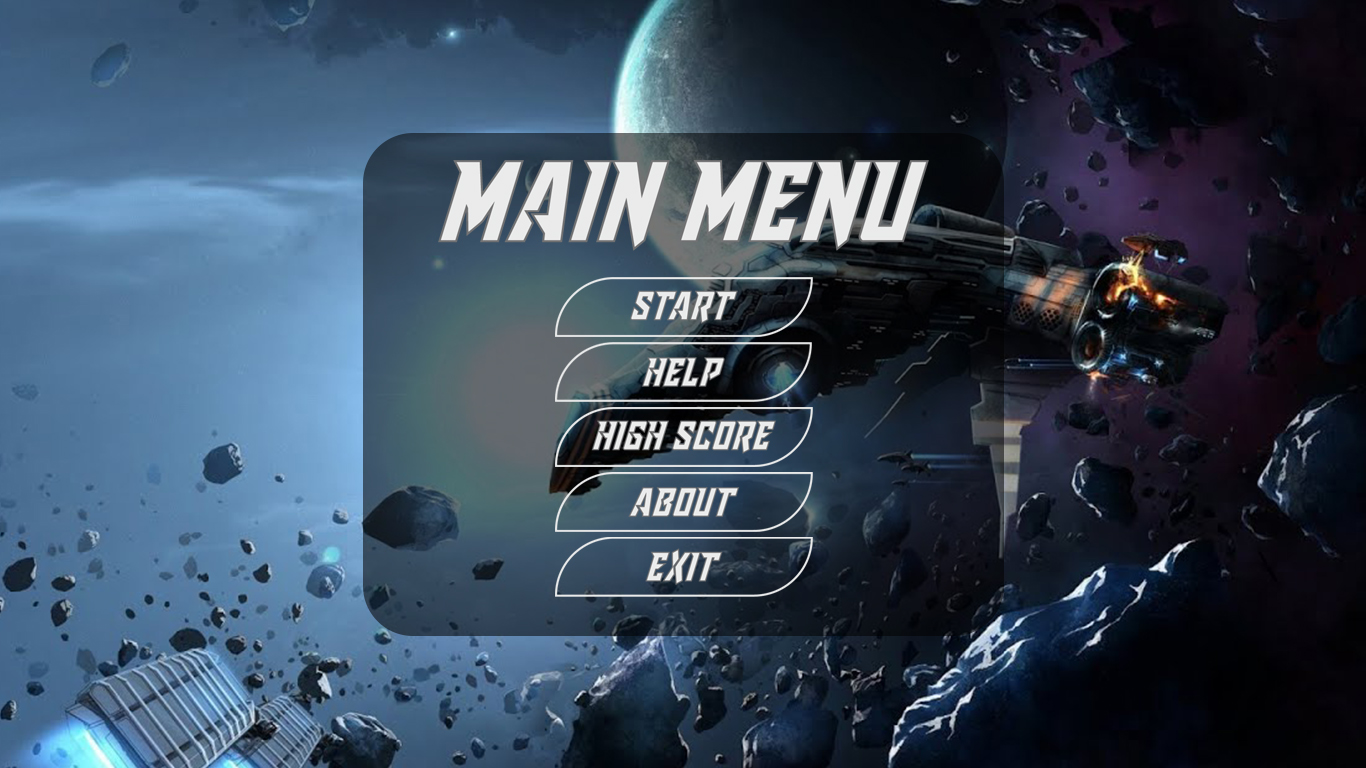 MAIN MENU
START
HELP
HIGH SCORE
ABOUT
EXIT